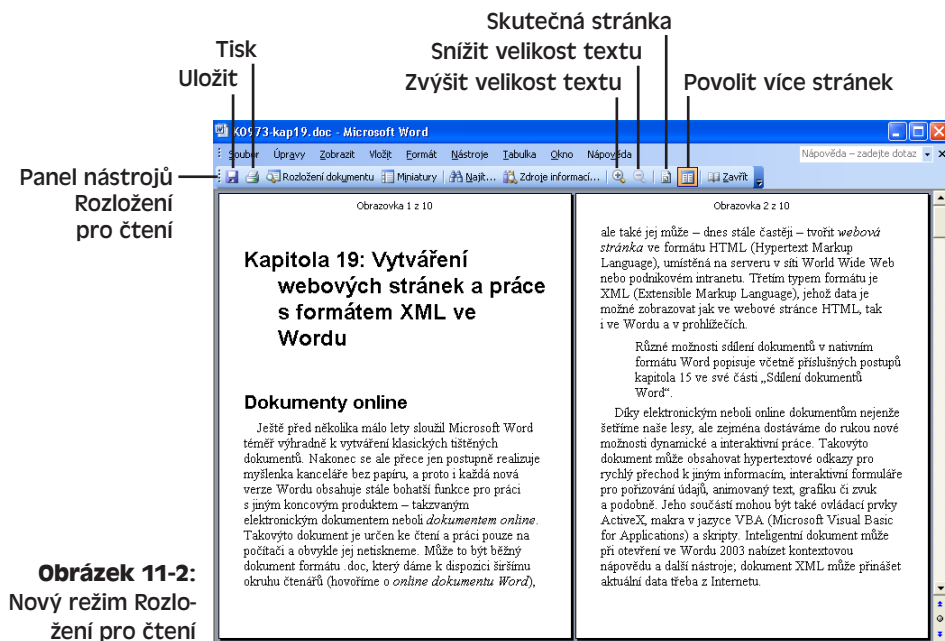 Skutečná stránka
Tisk
Snížit velikost textu
Uložit
Zvýšit velikost textu
Povolit více stránek
K0973-kap19.doc - Microsoft Word
Soubor Úpravy Zobrazit Vložit Formát Nástroje Tabulka Okno Nápověda
Nápověda – zadejte dotaz
Panel nástrojů
Rozložení
pro čtení
Rozložení dokumentu Miniatury Najít... Zdroje informací... Zavřít
Obrazovka 1 z 10
Kapitola 19: Vytváření
webových stránek a práce
s formátem XML ve
Wordu
Dokumenty online
Ještě před několika málo lety sloužil Microsoft Word
téměř výhradně k vytváření klasických tištěných
dokumentů. Nakonec se ale přece jen postupně realizuje
myšlenka kanceláře bez papíru, a proto i každá nová
verze Wordu obsahuje stále bohatší funkce pro práci
s jiným koncovým produktem – takzvaným
elektronickým dokumentem neboli dokumentem online.
Takovýto dokument je určen ke čtení a práci pouze na
počítači a obvykle jej netiskneme. Může to být běžný
dokument formátu .doc, který dáme k dispozici širšímu
okruhu čtenářů (hovoříme o online dokumentu Word),
Obrazovka 2 z 10
ale také jej může – dnes stále častěji – tvořit webová
stránka ve formátu HTML (Hypertext Markup
Language), umístěná na serveru v síti World Wide Web
nebo podnikovém intranetu. Třetím typem formátu je
XML (Extensible Markup Language), jehož data je
možné zobrazovat jak ve webové stránce HTML, tak
i ve Wordu a v prohlížečích.
Různé možnosti sdílení dokumentů v nativním
formátu Word popisuje včetně příslušných postupů
kapitola 15 ve své části „Sdílení dokumentů
Word“.
Díky elektronickým neboli online dokumentům nejenže
šetříme naše lesy, ale zejména dostáváme do rukou nové
možnosti dynamické a interaktivní práce. Takovýto
dokument může obsahovat hypertextové odkazy pro
rychlý přechod k jiným informacím, interaktivní formuláře
pro pořizování údajů, animovaný text, grafiku či zvuk
a podobně. Jeho součástí mohou být také ovládací prvky
ActiveX, makra v jazyce VBA (Microsoft Visual Basic
for Applications) a skripty. Inteligentní dokument může
při otevření ve Wordu 2003 nabízet kontextovou
nápovědu a další nástroje; dokument XML může přinášet
aktuální data třeba z Internetu.
Obrázek 11-2:
Nový režim Rozlo-
žení pro čtení